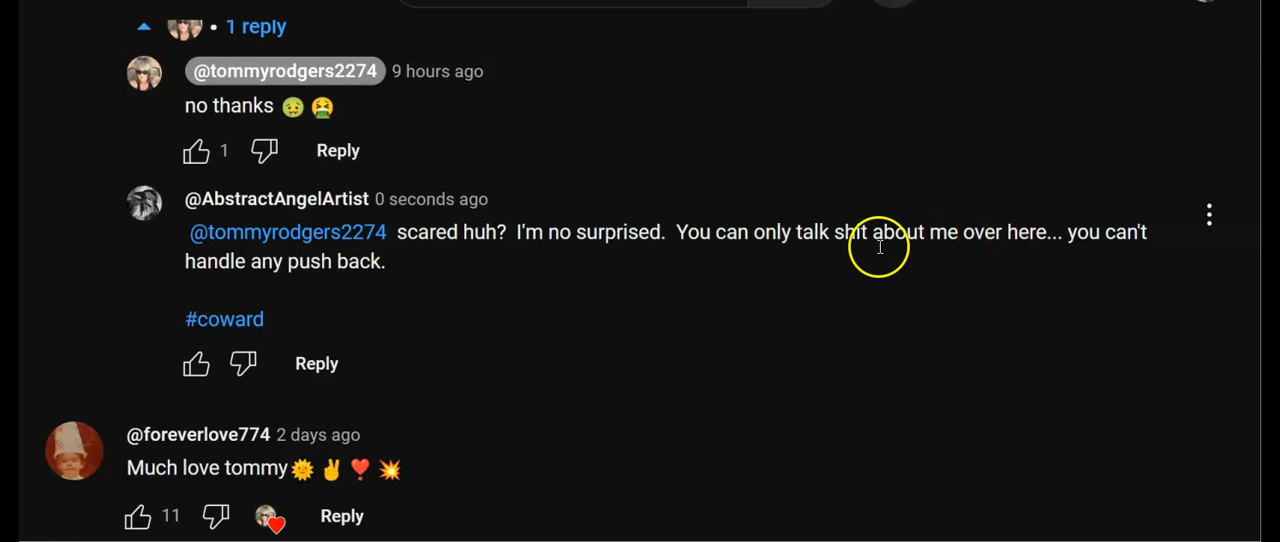 1 reply
@tommyrodgers2274 9 hours ago
no thanks 🤢 🤮
1 Reply
@AbstractAngelArtist 0 seconds ago
@tommyrodgers2274 scared huh? I'm no surprised. You can only talk shit about me over here... you can't
handle any push back.
#coward
Reply
@foreverlove774 2 days ago
Much love tommy🌞 ✌️ ❣️ 💥
11 Reply